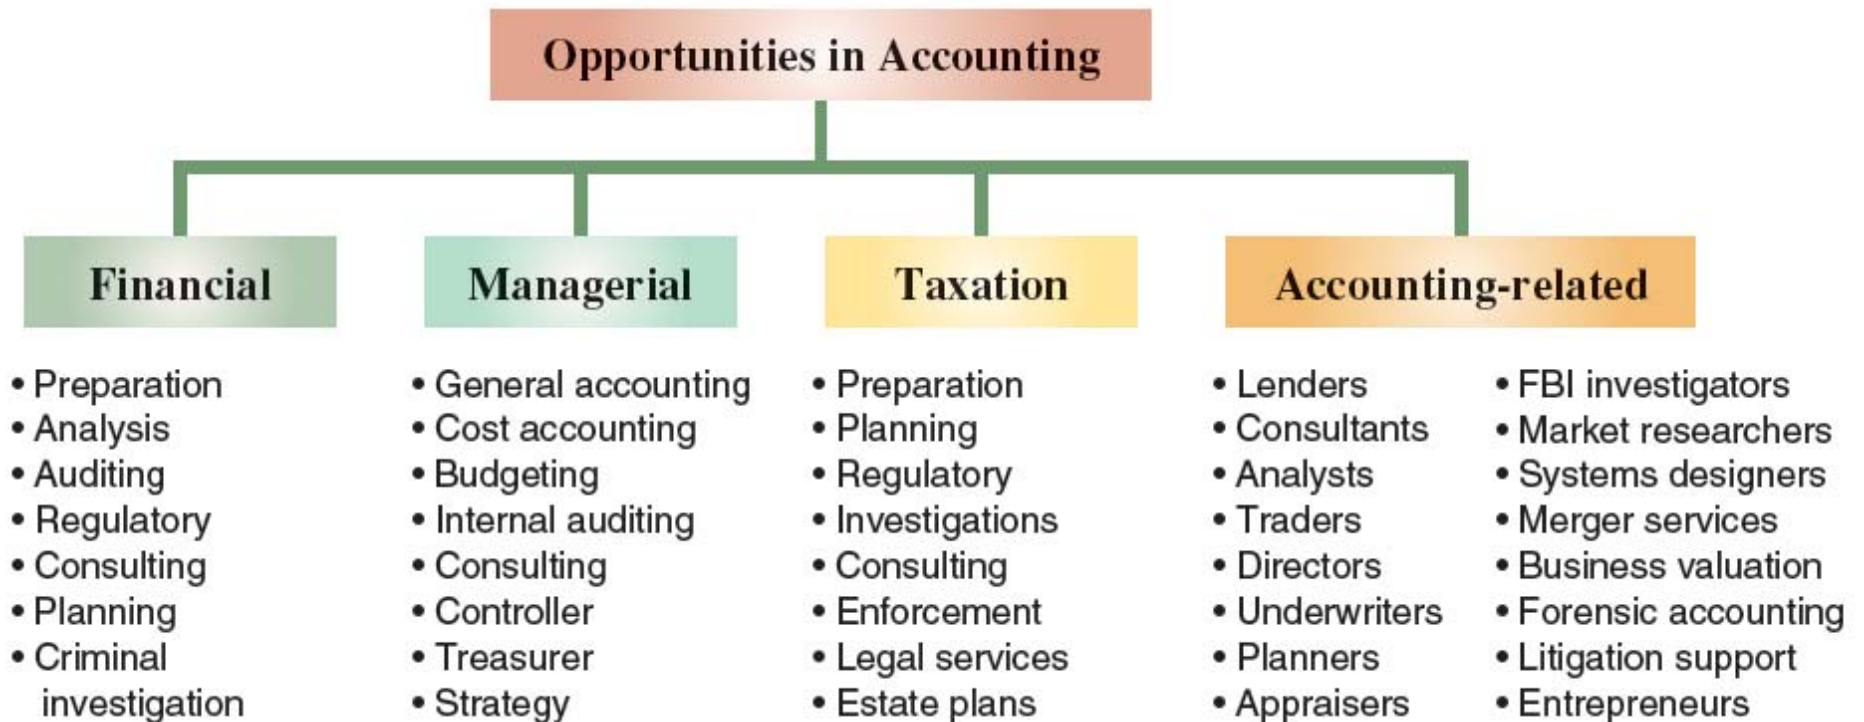 Opportunities in Accounting
Financial
• Preparation
• Analysis
• Auditing
• Regulatory
• Consulting
• Planning
• Criminal
investigation
Managerial
• General accounting
• Cost accounting
• Budgeting
• Internal auditing
• Consulting
• Controller
• Treasurer
• Strategy
Taxation
• Preparation
• Planning
• Regulatory
• Investigations
• Consulting
• Enforcement
• Legal services
• Estate plans
Accounting-related
• Lenders
• Consultants
• Analysts
• Traders
• Directors
• Underwriters
• Planners
• Appraisers
• FBI investigators
• Market researchers
• Systems designers
• Merger services
• Business valuation
• Forensic accounting
• Litigation support
• Entrepreneurs